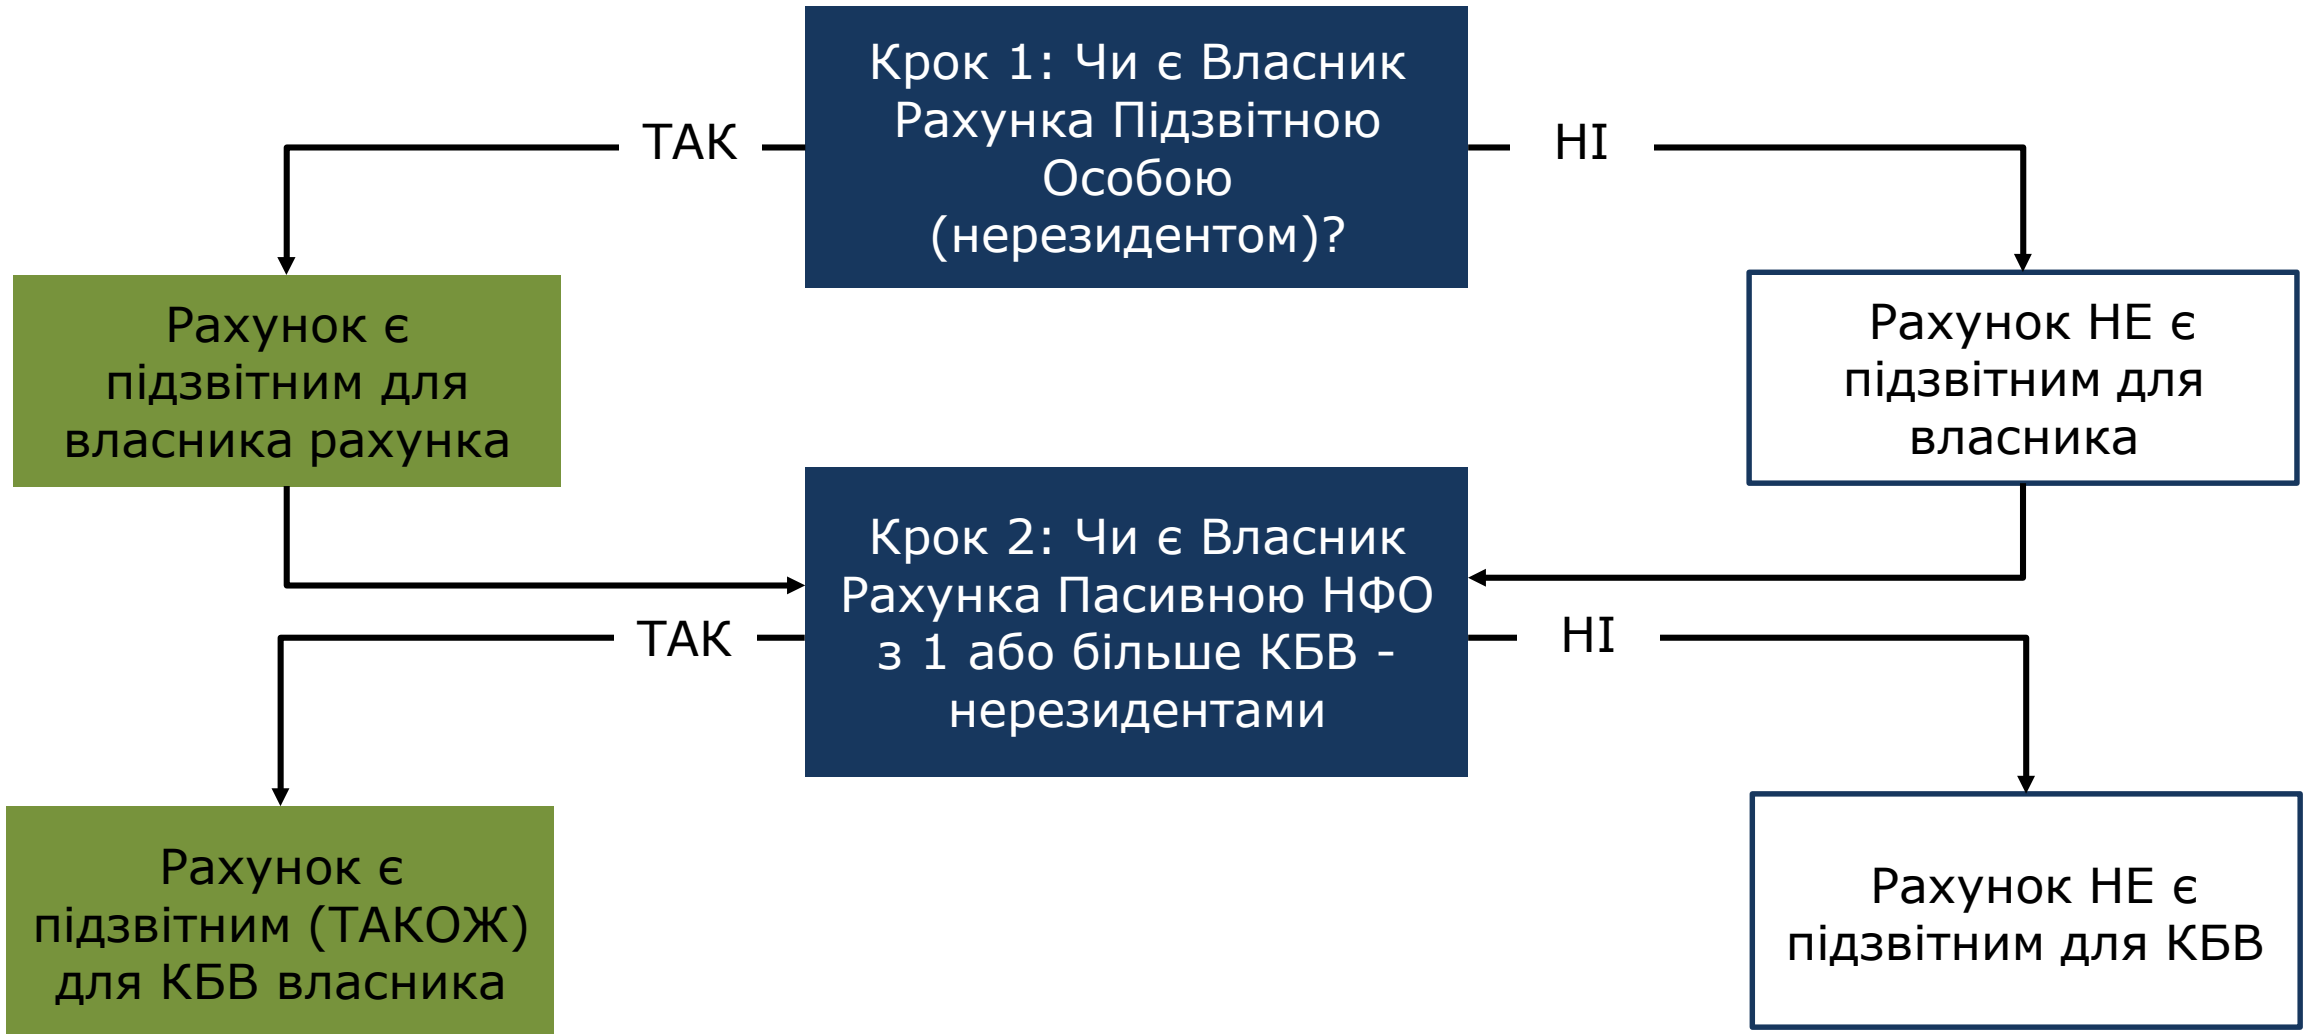 Крок 1: Чи є Власник
Рахунка Підзвітною
Особою
(нерезидентом)?
ТАК
НІ
Рахунок є
підзвітним для
власника рахунка
Рахунок НЕ є
підзвітним для
власника
Крок 2: Чи є Власник
Рахунка Пасивною НФО
з 1 або більше КБВ -
нерезидентами
ТАК
НІ
Рахунок є
підзвітним (ТАКОЖ)
для КБВ власника
Рахунок НЕ є
підзвітним для КБВ